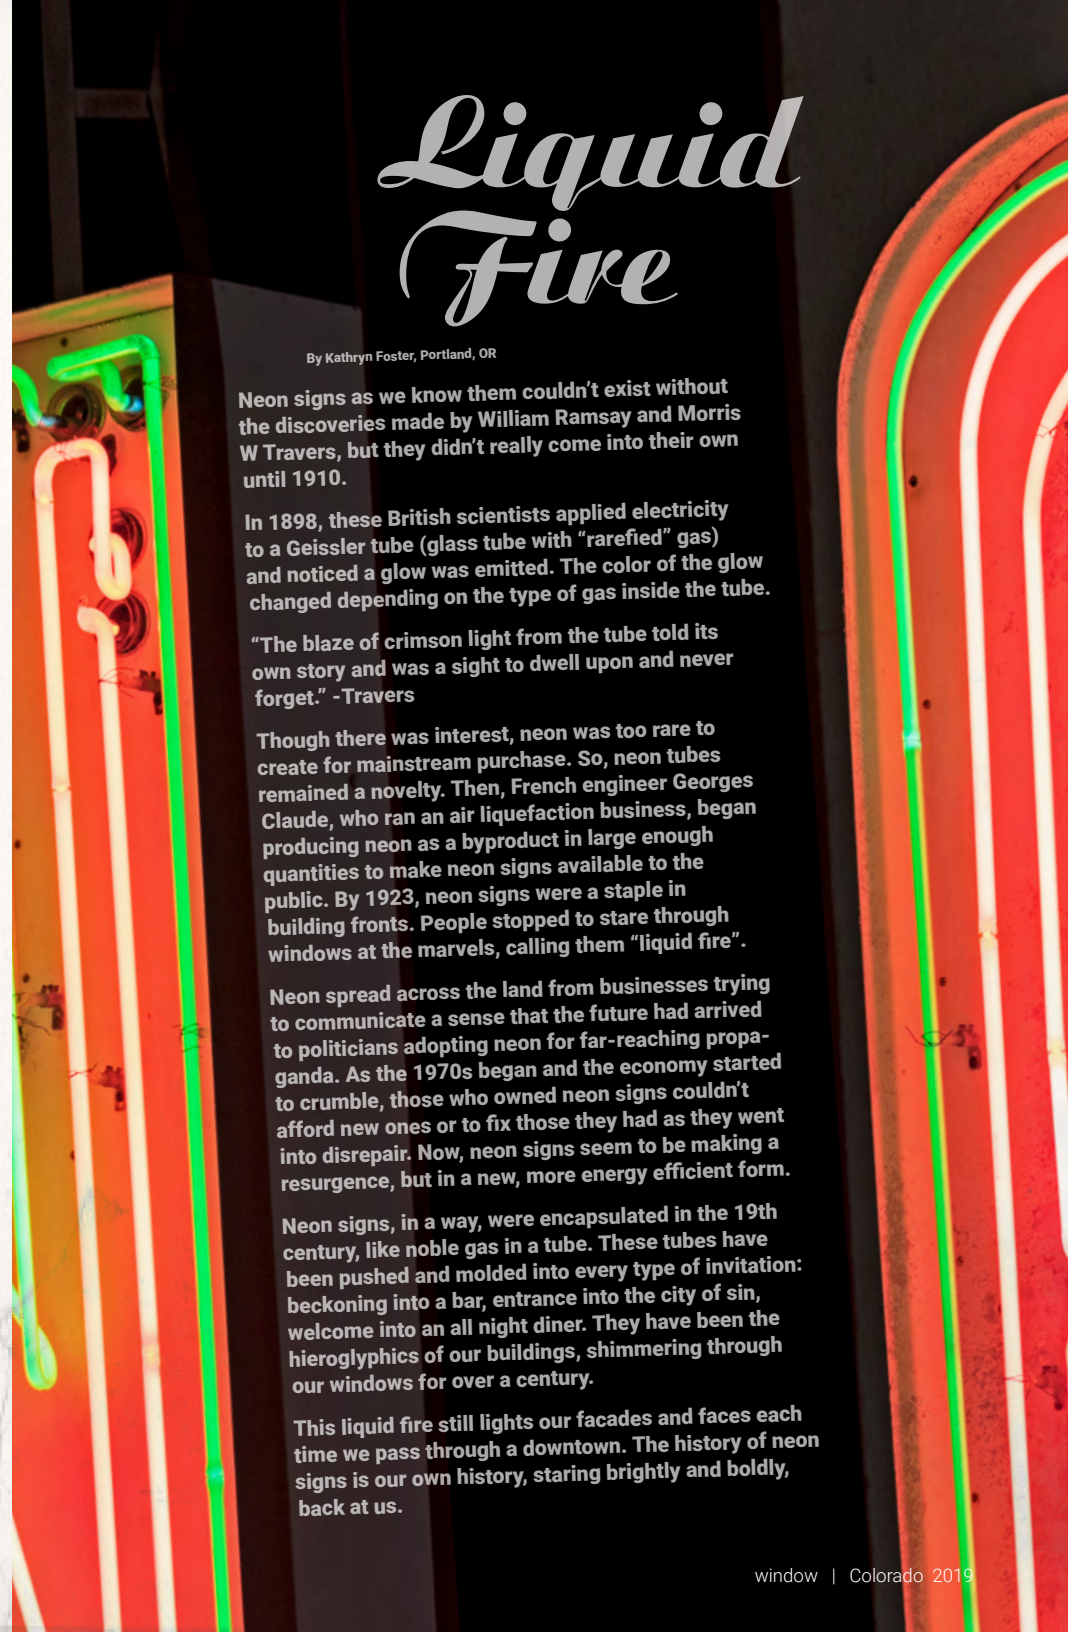 Liquid
Fire
By Kathryn Foster, Portland, OR
Neon signs as we know them couldn’t exist without
the discoveries made by William Ramsay and Morris
W Travers, but they didn’t really come into their own
until 1910.
In 1898, these British scientists applied electricity
to a Geissler tube (glass tube with “rarefied” gas)
and noticed a glow was emitted. The color of the glow
changed depending on the type of gas inside the tube.
“The blaze of crimson light from the tube told its
own story and was a sight to dwell upon and never
forget.” -Travers
Though there was interest, neon was too rare to
create for mainstream purchase. So, neon tubes
remained a novelty. Then, French engineer Georges
Claude, who ran an air liquefaction business, began
producing neon as a byproduct in large enough
quantities to make neon signs available to the
public. By 1923, neon signs were a staple in
building fronts. People stopped to stare through
windows at the marvels, calling them “liquid fire”.
Neon spread across the land from businesses trying
to communicate a sense that the future had arrived
to politicians adopting neon for far-reaching propa-
ganda. As the 1970s began and the economy started
to crumble, those who owned neon signs couldn’t
afford new ones or to fix those they had as they went
into disrepair. Now, neon signs seem to be making a
resurgence, but in a new, more energy efficient form.
Neon signs, in a way, were encapsulated in the 19th
century, like noble gas in a tube. These tubes have
been pushed and molded into every type of invitation:
beckoning into a bar, entrance into the city of sin,
welcome into an all night diner. They have been the
hieroglyphics of our buildings, shimmering through
our windows for over a century.
This liquid fire still lights our facades and faces each
time we pass through a downtown. The history of neon
signs is our own history, staring brightly and boldly,
back at us.
window | Colorado 2019